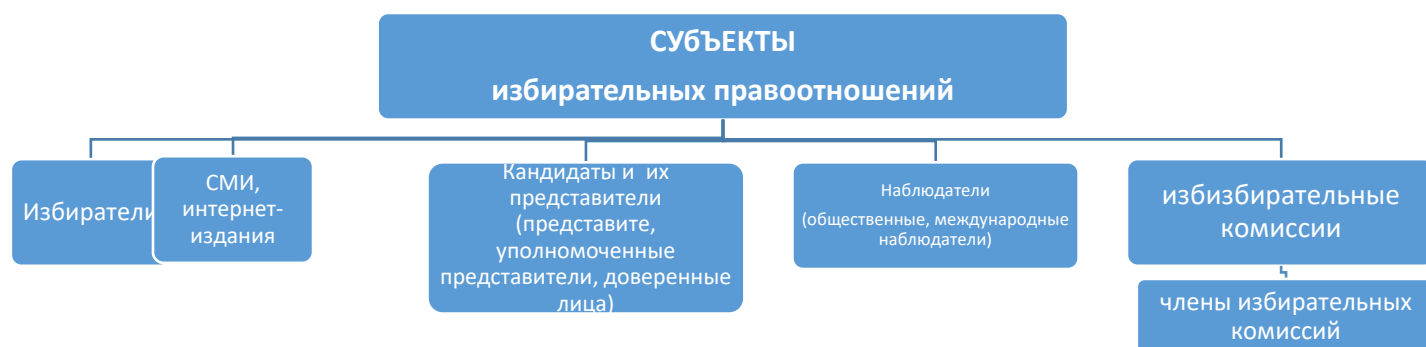 СУбЪЕКТЫ
избирательных правоотношений
Избиратели
СМИ,
интернет-
издания
Кандидаты и их
представители
(представите,
уполномоченные
представители, доверенные
лица)
Наблюдатели
(общественные, международные
наблюдатели)
избизбирательные
комиссии
члены избирательных
комиссий